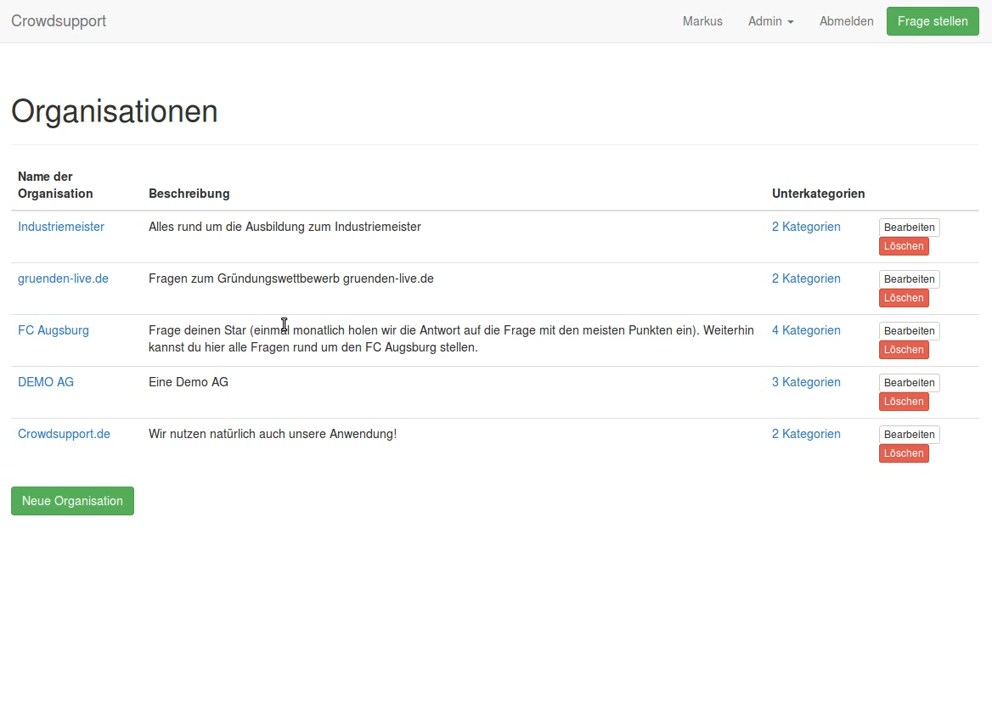 Crowdsupport Markus Admin Abmelden Frage stellen
Organisationen
Name der
Organisation Beschreibung Unterkategorien
Industriemeister Alles rund um die Ausbildung zum Industriemeister 2 Kategorien Bearbeiten
Löschen
gruenden-live.de Fragen zum Gründungswettbewerb gruenden-live.de 2 Kategorien Bearbeiten
Löschen
FC Augsburg Frage deinen Star (einmal monatlich holen wir die Antwort auf die Frage mit den meisten Punkten ein). Weiterhin 4 Kategorien Bearbeiten
kannst du hier alle Fragen rund um den FC Augsburg stellen. Löschen
DEMO AG Eine Demo AG 3 Kategorien Bearbeiten
Löschen
Crowdsupport.de Wir nutzen natürlich auch unsere Anwendung! 2 Kategorien Bearbeiten
Löschen
Neue Organisation